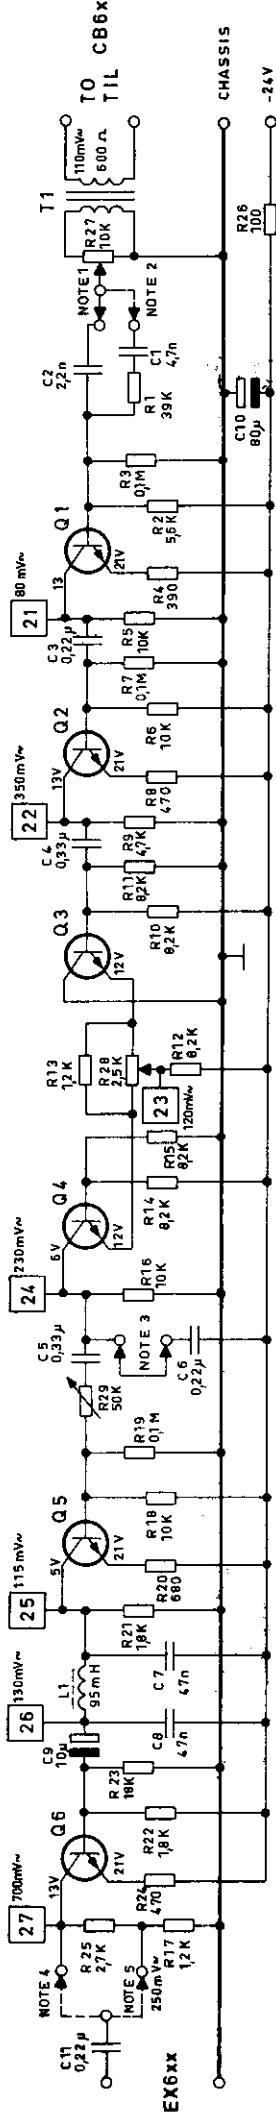 TO
TIL
CB6x
110mV~
600 Ω
T1
R27
10K
NOTE 1
NOTE 2
C2
2,2n
C1
4,7n
R1
39K
CHASSIS
-24V
R26
100
C10
80µ
R3
0,1M
R2
5,6K
Q1
13
21V
R4
390
21
80 mV~
C3
0,22µ
R5
10K
R7
0,1M
R6
10K
Q2
13V
21V
R8
470
22
350mV~
C4
0,33µ
R9
4,7K
R11
8,2K
R10
8,2K
Q3
12V
R13
1,2K
R28
2,5K
R12
8,2K
23
120mV~
R15
8,2K
R14
8,2K
Q4
6V
12V
24
230mV~
R16
10K
C5
0,33µ
NOTE 3
C6
0,22µ
R29
50K
R19
0,1M
R18
10K
Q5
5V
21V
R20
680
25
115mV~
R21
1,8K
L1
95mH
C7
47n
26
130mV~
C8
47n
C9
10µ
R23
18K
R22
1,8K
Q6
13V
21V
R24
470
27
700mV~
R25
2,7K
R17
1,2K
NOTE 4
NOTE 5
250mV~
C11
0,22µ
EX6xx